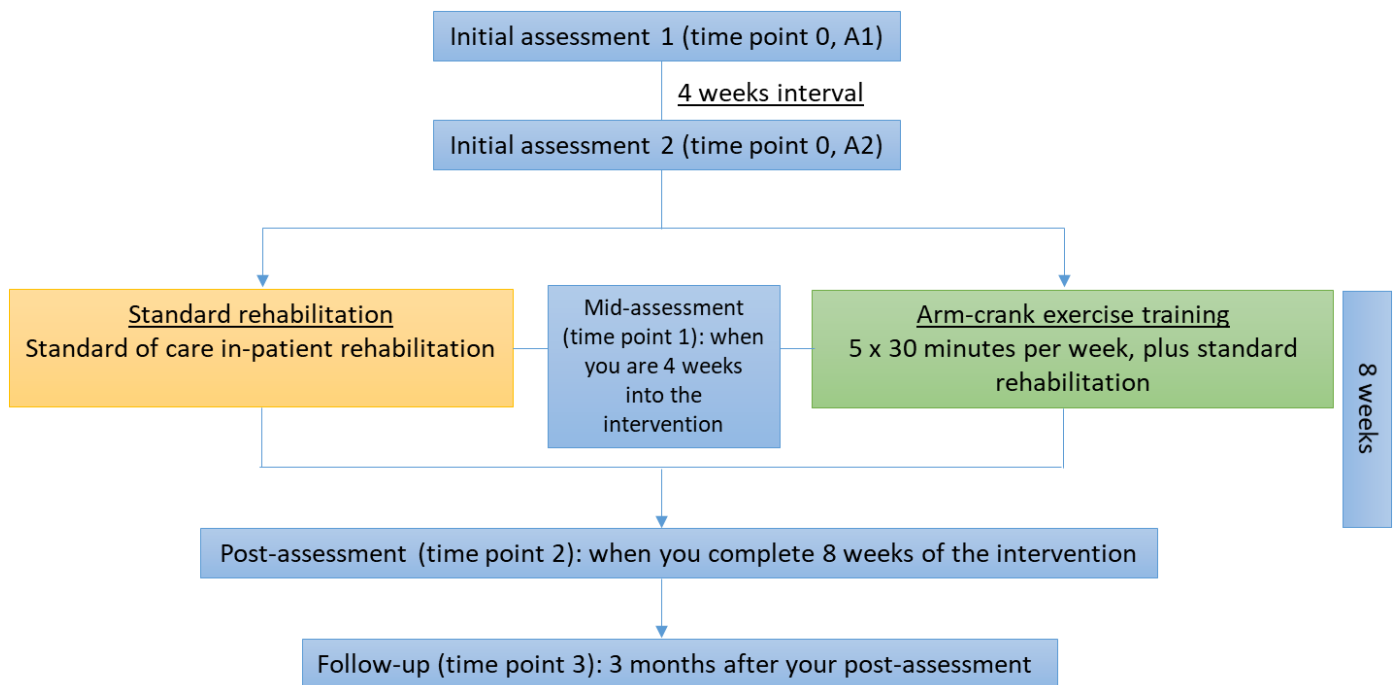 Initial assessment 1 (time point 0, A1)
4 weeks interval
Initial assessment 2 (time point 0, A2)
Standard rehabilitation
Standard of care in-patient rehabilitation
Mid-assessment
(time point 1): when
you are 4 weeks
into the
intervention
Arm-crank exercise training
5 x 30 minutes per week, plus standard
rehabilitation
8 weeks
Post-assessment (time point 2): when you complete 8 weeks of the intervention
Follow-up (time point 3): 3 months after your post-assessment